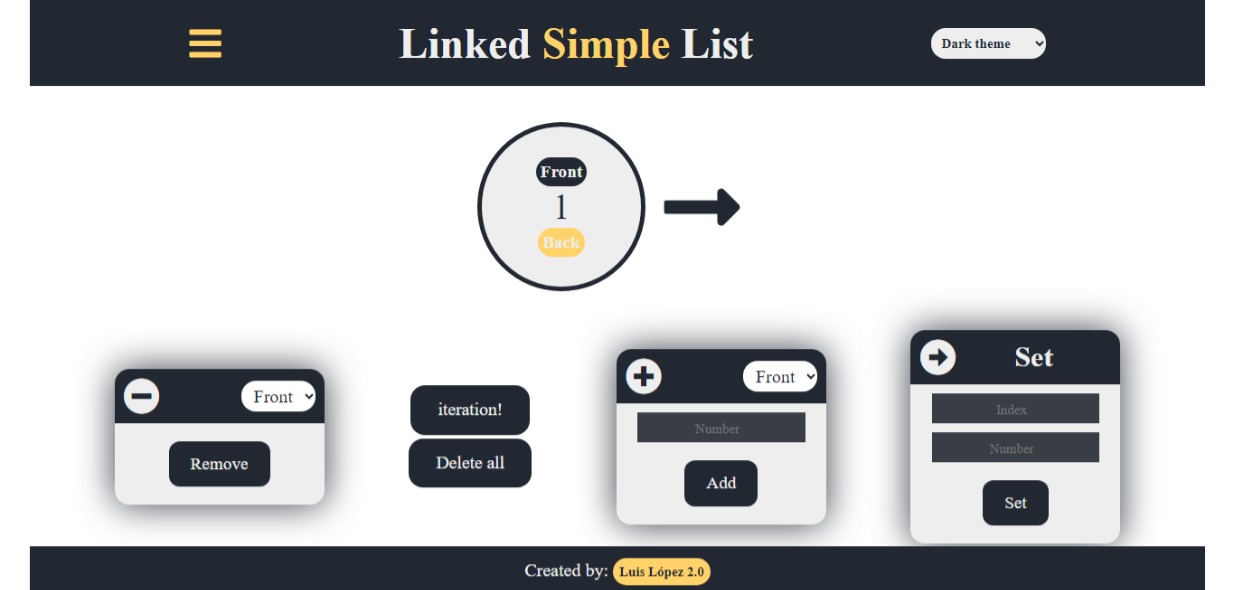 Linked Simple List
Dark theme
Front
1
Back
Front
Remove
iteration!
Delete all
Front
Number
Add
Set
Index
Number
Set
Created by: Luis López 2.0